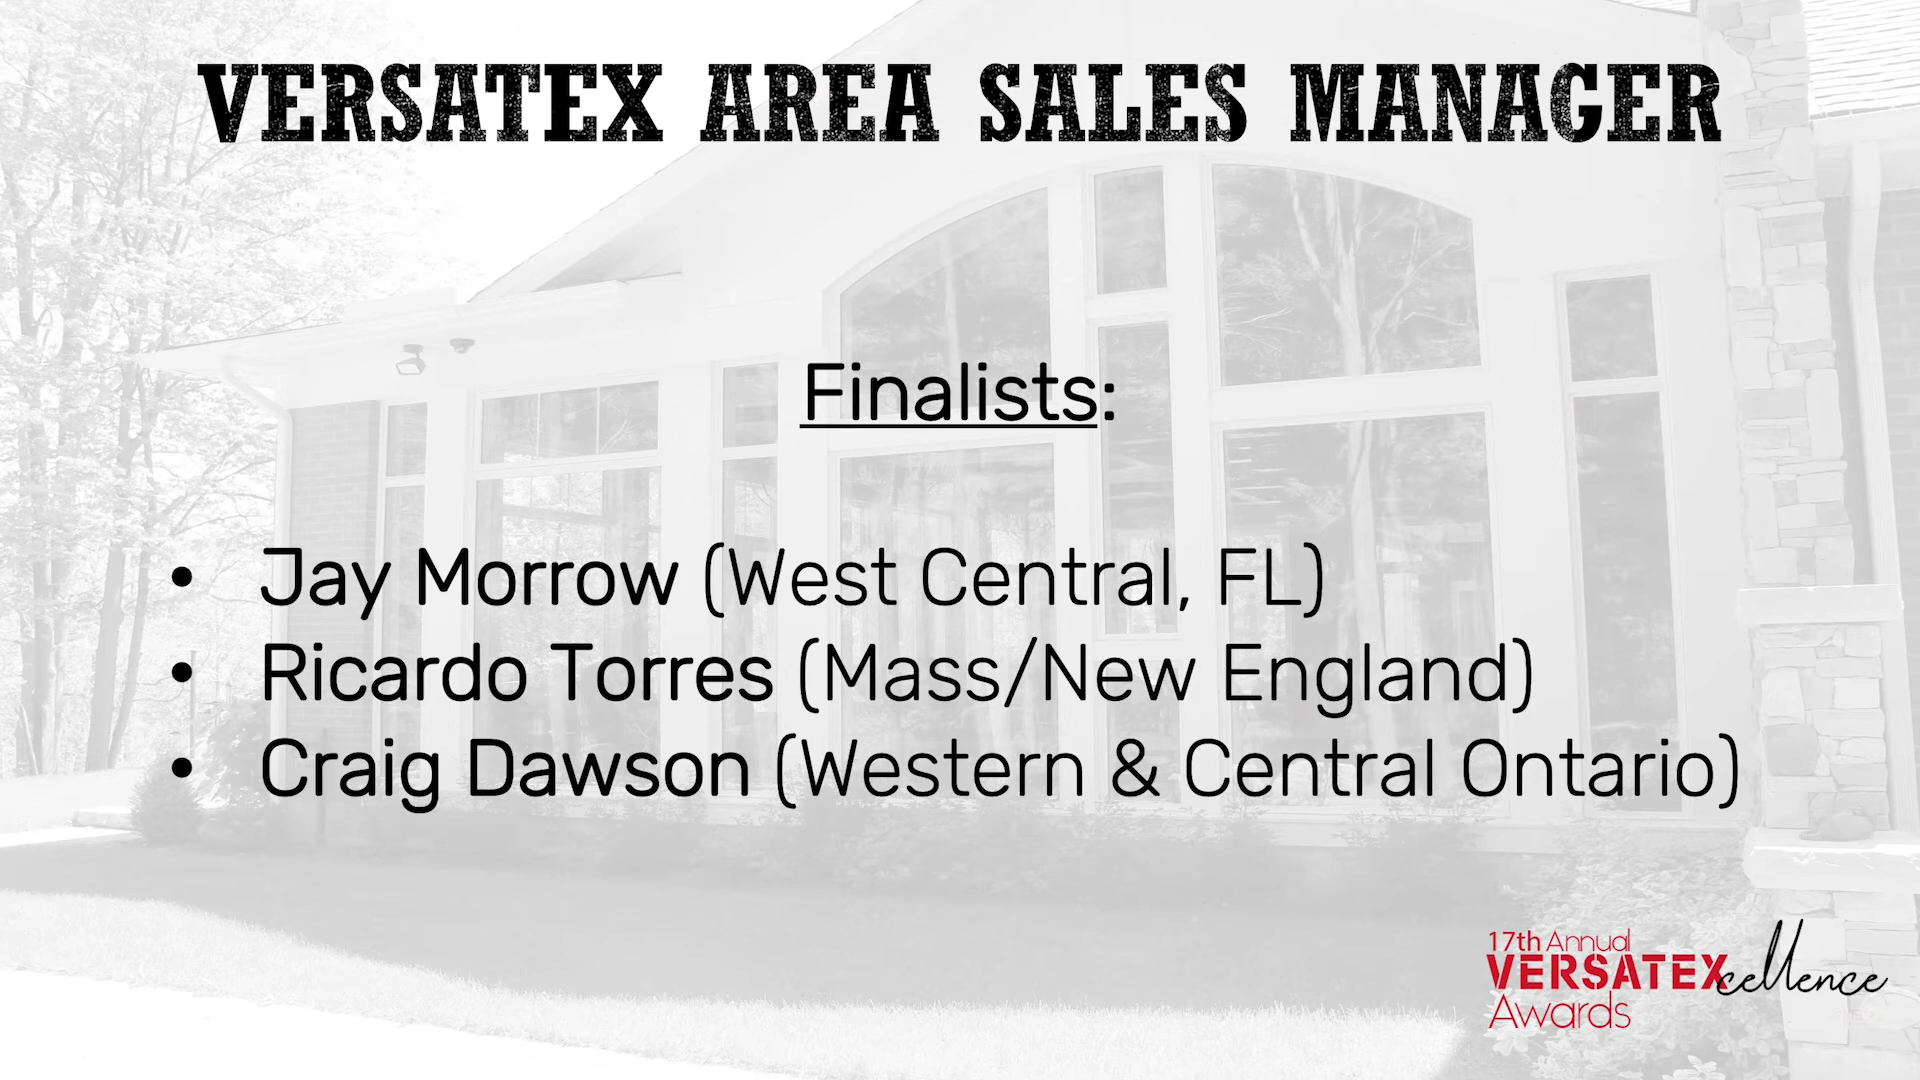 VERSATEX AREA SALES MANAGER
Finalists:
• Jay Morrow (West Central, FL)
• Ricardo Torres (Mass/New England)
• Craig Dawson (Western & Central Ontario)
17th Annual
VERSATEXcellence
Awards